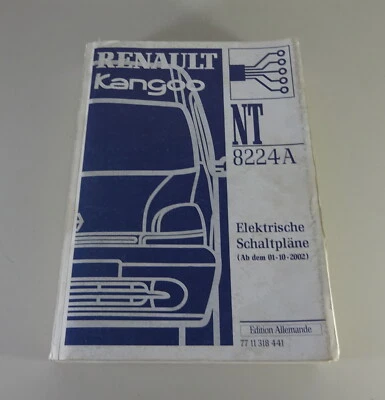 RENAULT
Kangoo
NT
8224A
Elektrische
Schaltpläne
(Ab dem 01-10-2002)
Edition Allemande
77 11 318 441